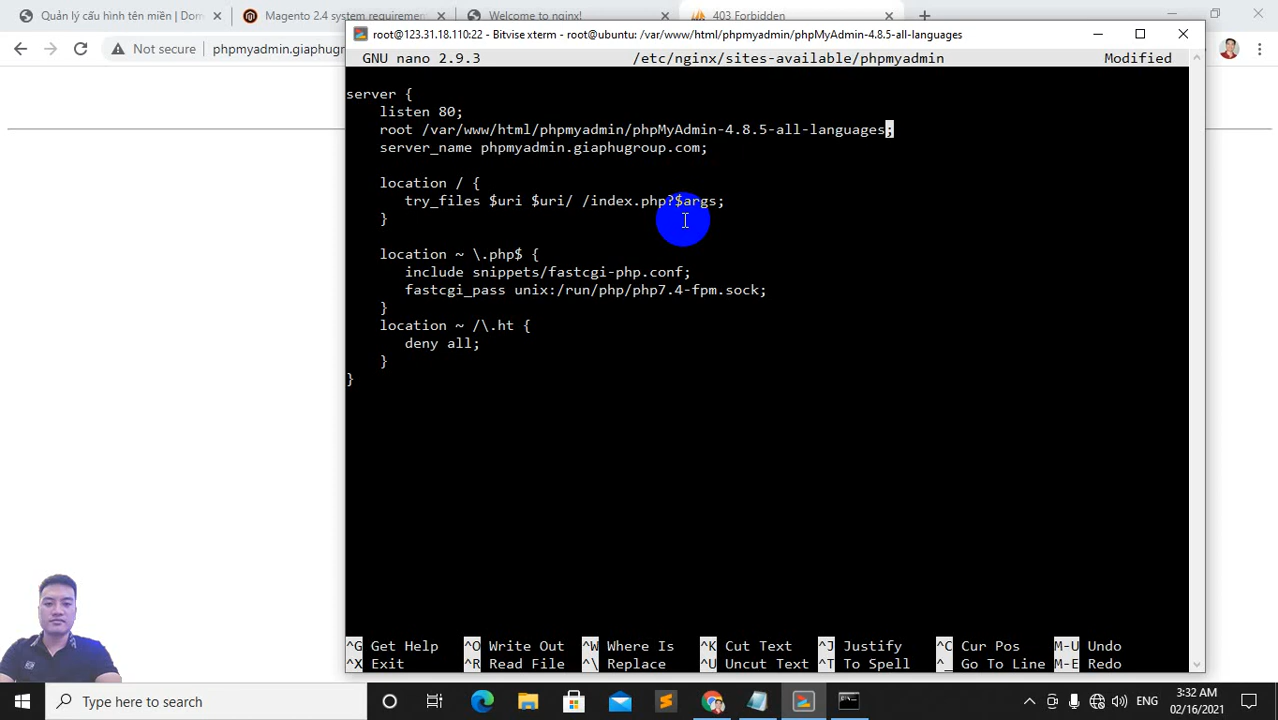 Quản lý cấu hình tên miền | Dom
Magento 2.4 system requirement
Welcome to nginx!
403 Forbidden
Not secure
phpmyadmin.giaphugro
root@123.31.18.110:22 - Bitvise xterm - root@ubuntu: /var/www/html/phpmyadmin/phpMyAdmin-4.8.5-all-languages
GNU nano 2.9.3 /etc/nginx/sites-available/phpmyadmin Modified
server {
listen 80;
root /var/www/html/phpmyadmin/phpMyAdmin-4.8.5-all-languages;
server_name phpmyadmin.giaphugroup.com;
location / {
try_files $uri $uri/ /index.php?$args;
}
location ~ \.php$ {
include snippets/fastcgi-php.conf;
fastcgi_pass unix:/run/php/php7.4-fpm.sock;
}
location ~ /\.ht {
deny all;
}
}
^G Get Help ^O Write Out ^W Where Is ^K Cut Text ^J Justify ^C Cur Pos M-U Undo
^X Exit ^R Read File ^\ Replace ^U Uncut Text ^T To Spell ^_ Go To Line M-E Redo
Type here to search
ENG
3:32 AM
02/16/2021